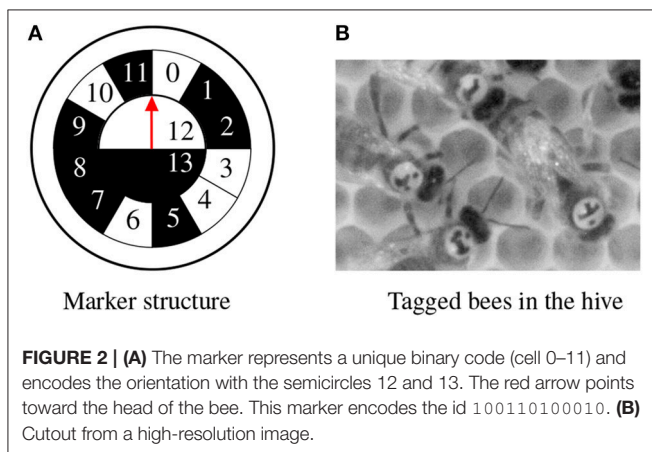 A
B
11
0
10
1
9
12
2
8
13
3
7
4
6
5
Marker structure
Tagged bees in the hive
FIGURE 2 | (A) The marker represents a unique binary code (cell 0–11) and
encodes the orientation with the semicircles 12 and 13. The red arrow points
toward the head of the bee. This marker encodes the id 100110100010. (B)
Cutout from a high-resolution image.